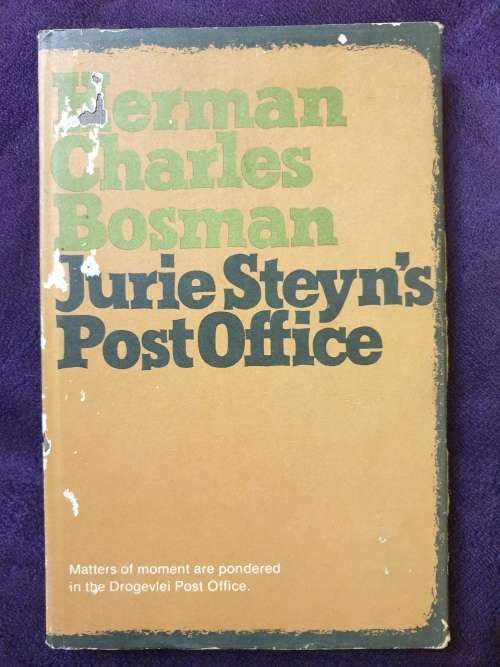 Herman
Charles
Bosman
Jurie Steyn's
Post Office
Matters of moment are pondered
in the Drogevlei Post Office.